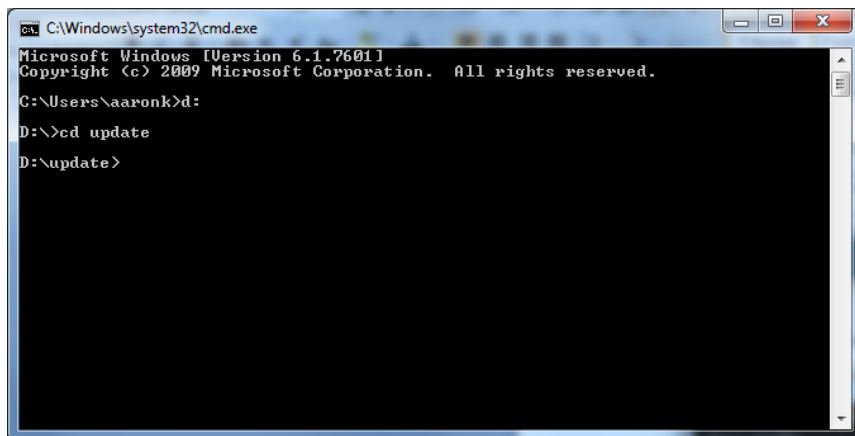 C:\Windows\system32\cmd.exe
Microsoft Windows [Version 6.1.7601]
Copyright (c) 2009 Microsoft Corporation.  All rights reserved.
C:\Users\aaronk>d:
D:\>cd update
D:\update>